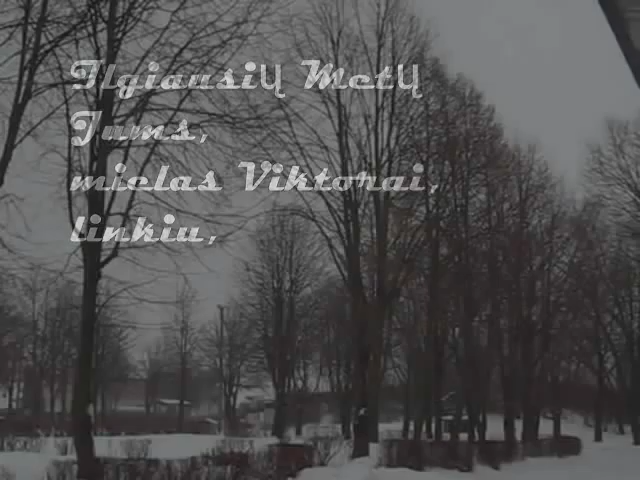 Ilgiausių Metų
Jums,
mielas Viktorai,
linkiu,